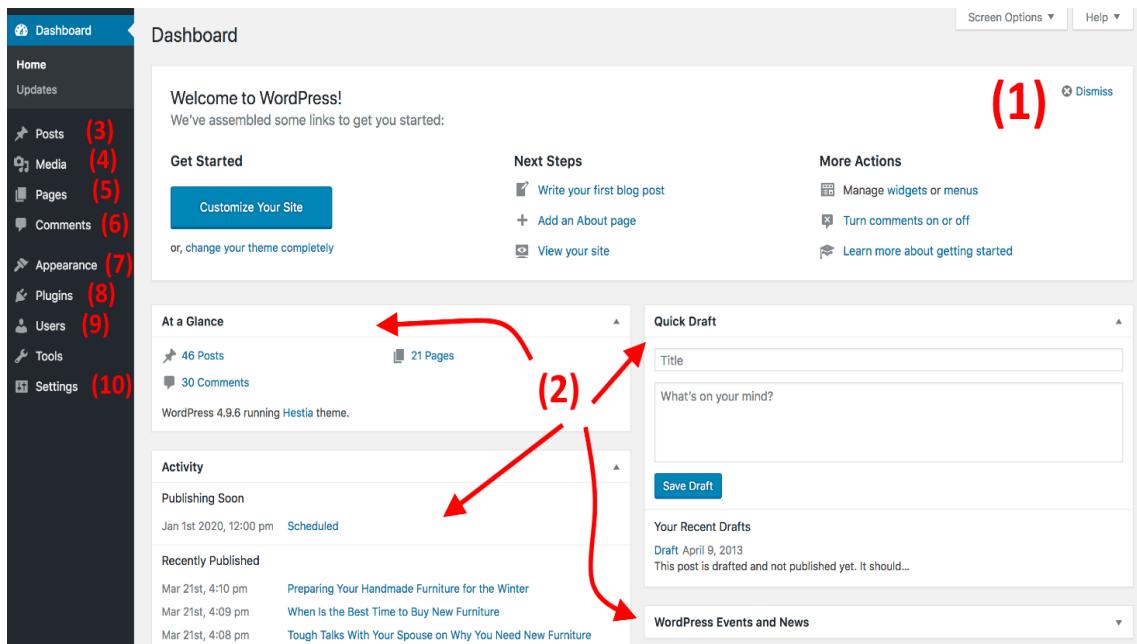 Screen Options ▼ Help ▼
Dashboard
Home
Updates
Posts (3)
Media (4)
Pages (5)
Comments (6)
Appearance (7)
Plugins (8)
Users (9)
Tools
Settings (10)
Dashboard
Welcome to WordPress!
(1)
Dismiss
We've assembled some links to get you started:
Get Started
Customize Your Site
or, change your theme completely
Next Steps
Write your first blog post
Add an About page
View your site
More Actions
Manage widgets or menus
Turn comments on or off
Learn more about getting started
At a Glance
46 Posts
21 Pages
30 Comments
WordPress 4.9.6 running Hestia theme.
(2)
Activity
Publishing Soon
Jan 1st 2020, 12:00 pm Scheduled
Recently Published
Mar 21st, 4:10 pm Preparing Your Handmade Furniture for the Winter
Mar 21st, 4:09 pm When Is the Best Time to Buy New Furniture
Mar 21st, 4:08 pm Tough Talks With Your Spouse on Why You Need New Furniture
Quick Draft
Title
What's on your mind?
Save Draft
Your Recent Drafts
Draft April 9, 2013
This post is drafted and not published yet. It should...
WordPress Events and News